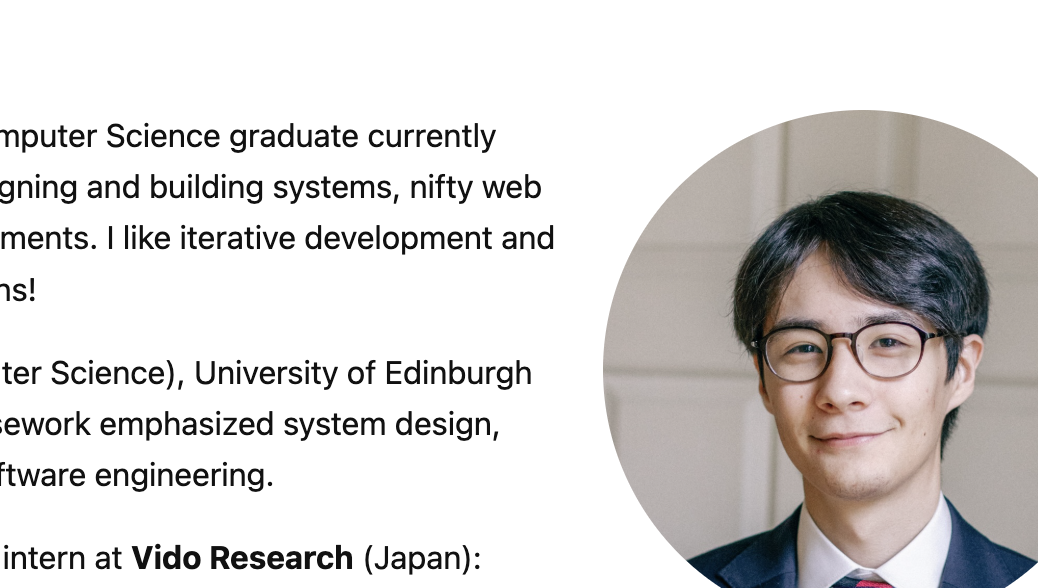 mputer Science graduate currently
gning and building systems, nifty web
ments. I like iterative development and
ns!
ter Science), University of Edinburgh
sework emphasized system design,
ftware engineering.
intern at Vido Research (Japan):